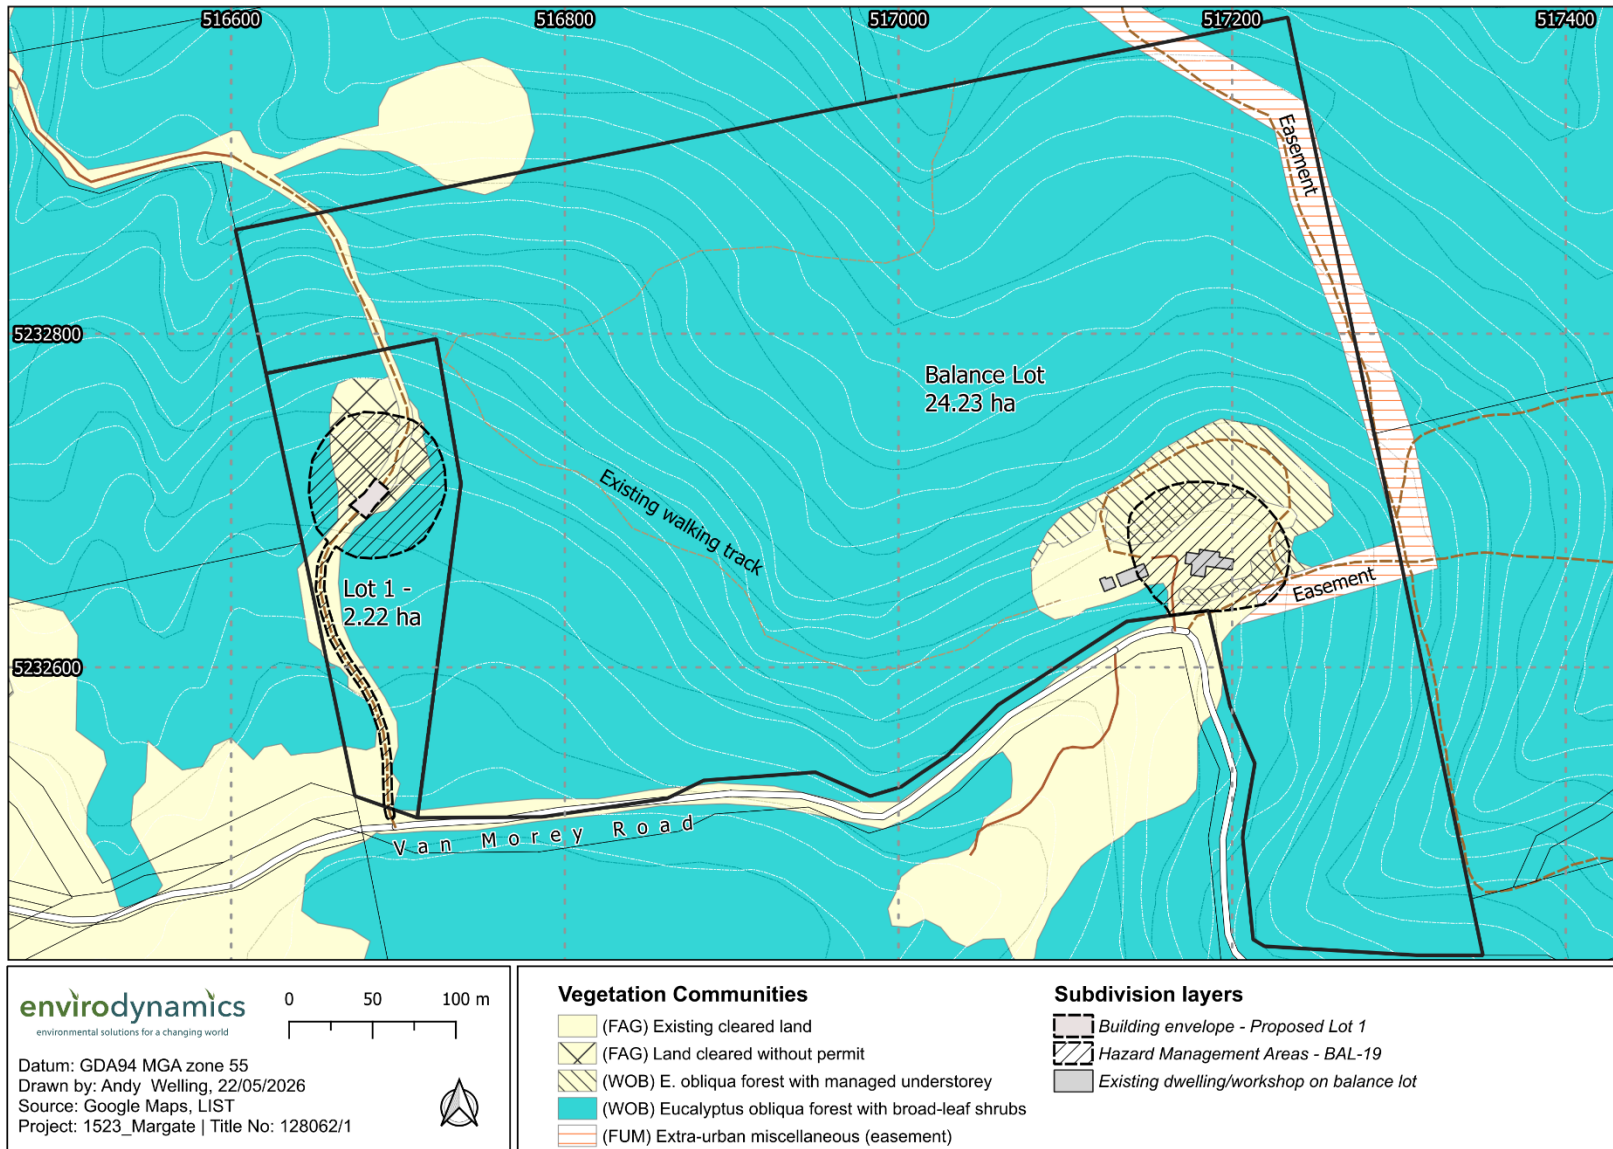 516600
516800
517000
517200
517400
Easement
5232800
Balance Lot
24.23 ha
Existing walking track
Easement
Lot 1 -
2.22 ha
5232600
Van Morey Road
envirodynamics
environmental solutions for a changing world
0 50 100 m
Datum: GDA94 MGA zone 55
Drawn by: Andy Welling, 22/05/2026
Source: Google Maps, LIST
Project: 1523_Margate | Title No: 128062/1
Vegetation Communities
(FAG) Existing cleared land
(FAG) Land cleared without permit
(WOB) E. obliqua forest with managed understorey
(WOB) Eucalyptus obliqua forest with broad-leaf shrubs
(FUM) Extra-urban miscellaneous (easement)
Subdivision layers
Building envelope - Proposed Lot 1
Hazard Management Areas - BAL-19
Existing dwelling/workshop on balance lot